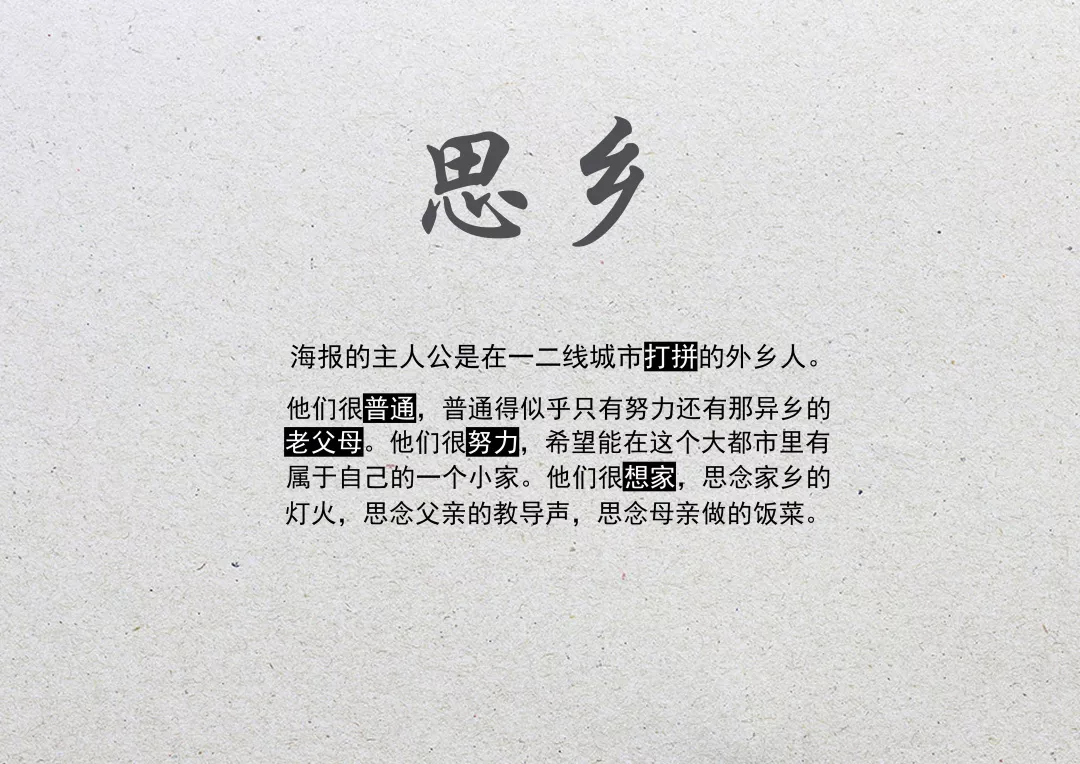 思乡
海报的主人公是在一二线城市打拼的外乡人。
他们很普通，普通得似乎只有努力还有那异乡的
老父母。他们很努力，希望能在这个大都市里有
属于自己的一个小家。他们很想家，思念家乡的
灯火，思念父亲的教导声，思念母亲做的饭菜。